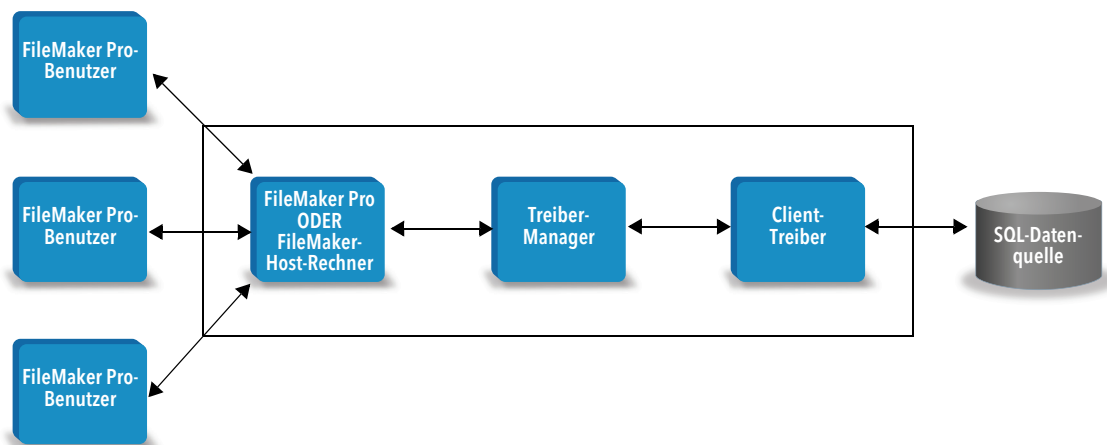 FileMaker Pro-
Benutzer
FileMaker Pro-
Benutzer
FileMaker Pro
ODER
FileMaker-
Host-Rechner
Treiber-
Manager
Client-
Treiber
SQL-Daten-
quelle
FileMaker Pro-
Benutzer